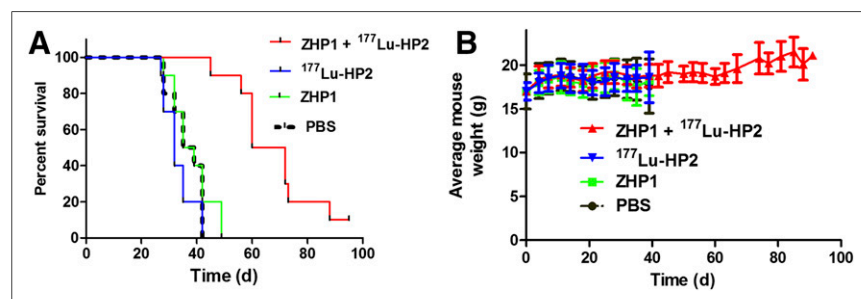 A
ZHP1 + ¹⁷⁷Lu-HP2
¹⁷⁷Lu-HP2
ZHP1
PBS
Percent survival
100
80
60
40
20
0
0 20 40 60 80 100
Time (d)
B
Average mouse
weight (g)
20
15
10
5
0
ZHP1 + ¹⁷⁷Lu-HP2
¹⁷⁷Lu-HP2
ZHP1
PBS
0 20 40 60 80 100
Time (d)